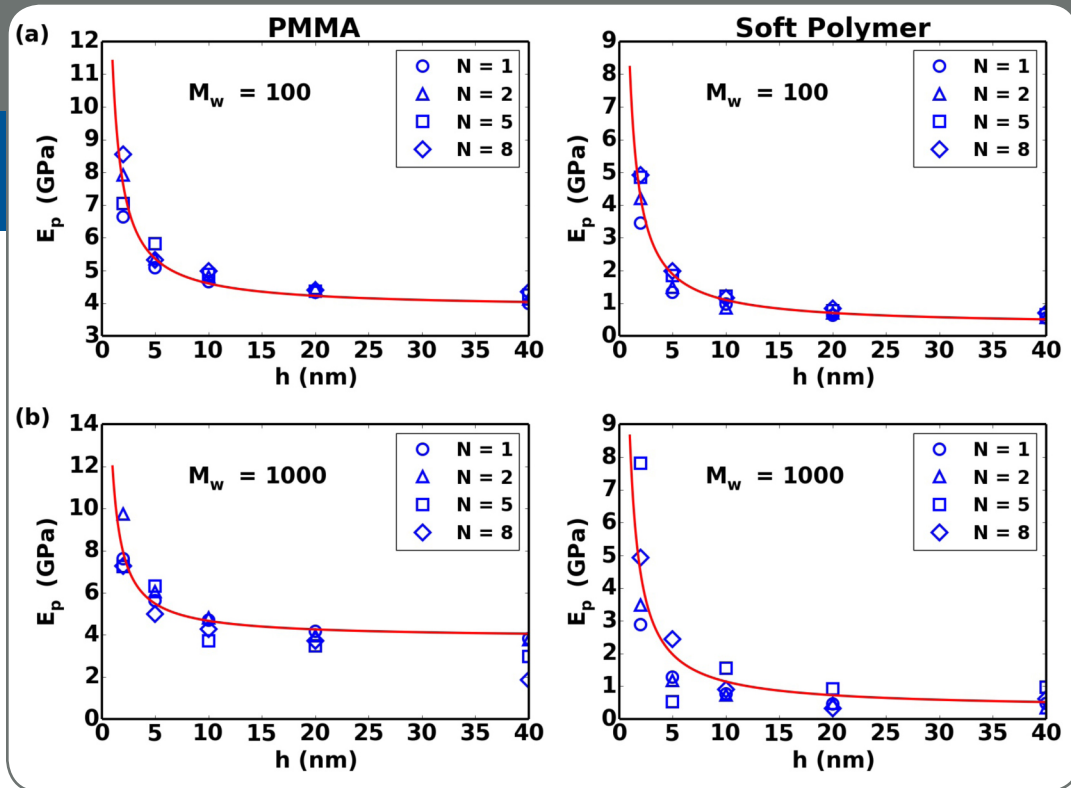 (a)
PMMA
Soft Polymer
12
11
10
9
8
7
6
5
4
3
E_p (GPa)
M_w = 100
N = 1
N = 2
N = 5
N = 8
0 5 10 15 20 25 30 35 40
h (nm)
9
8
7
6
5
4
3
2
1
0
E_p (GPa)
M_w = 100
N = 1
N = 2
N = 5
N = 8
0 5 10 15 20 25 30 35 40
h (nm)
(b)
14
12
10
8
6
4
2
0
E_p (GPa)
M_w = 1000
N = 1
N = 2
N = 5
N = 8
0 5 10 15 20 25 30 35 40
h (nm)
9
8
7
6
5
4
3
2
1
0
E_p (GPa)
M_w = 1000
N = 1
N = 2
N = 5
N = 8
0 5 10 15 20 25 30 35 40
h (nm)